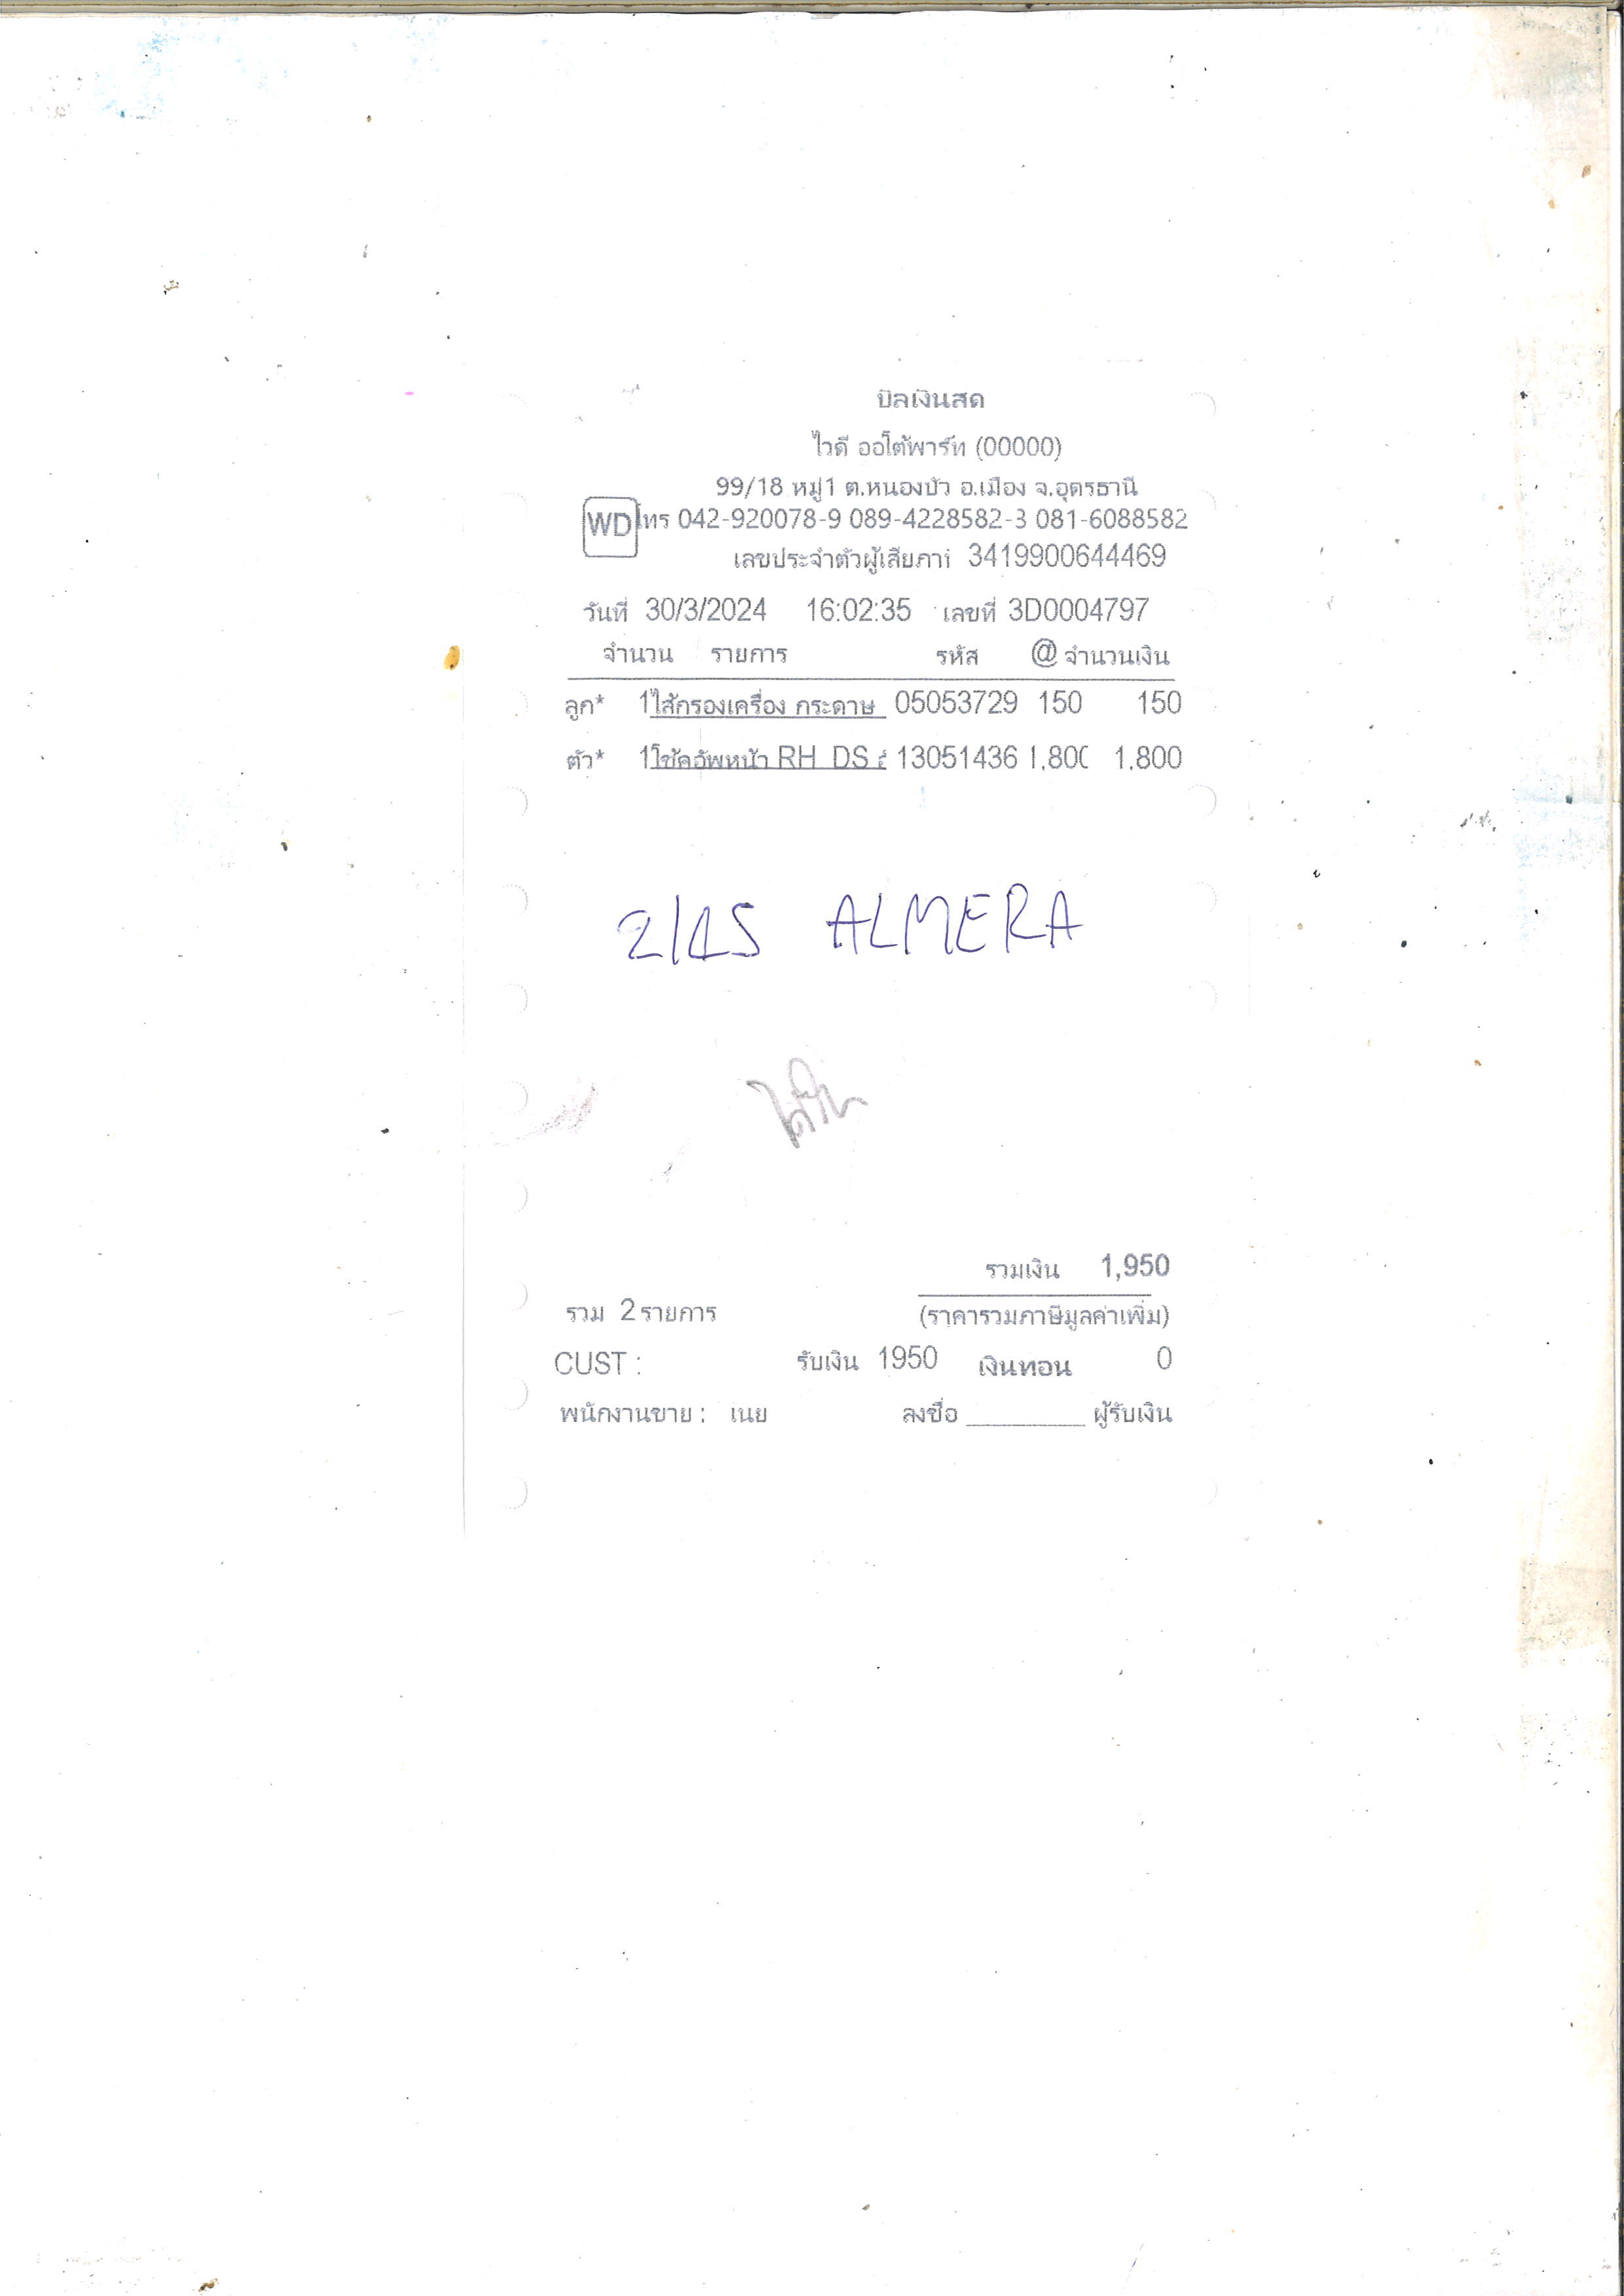 บิลเงินสด
ไวดี ออโต้พาร์ท (00000)
99/18 หมู่1 ต.หนองบัว อ.เมือง จ.อุดรธานี
WD โทร 042-920078-9 089-4228582-3 081-6088582
เลขประจำตัวผู้เสียภาษี 3419900644469
วันที่ 30/3/2024 16:02:35 เลขที่ 3D0004797
จำนวน รายการ รหัส @ จำนวนเงิน
ลูก* 1 ไส้กรองเครื่อง กระดาษ 05053729 150 150
ตัว* 1 โช้คอัพหน้า RH DS 13051436 1,800 1,800
ALMERA
รวมเงิน 1,950
รวม 2 รายการ (ราคารวมภาษีมูลค่าเพิ่ม)
CUST : รับเงิน 1950 เงินทอน 0
พนักงานขาย : เนย ลงชื่อ ผู้รับเงิน